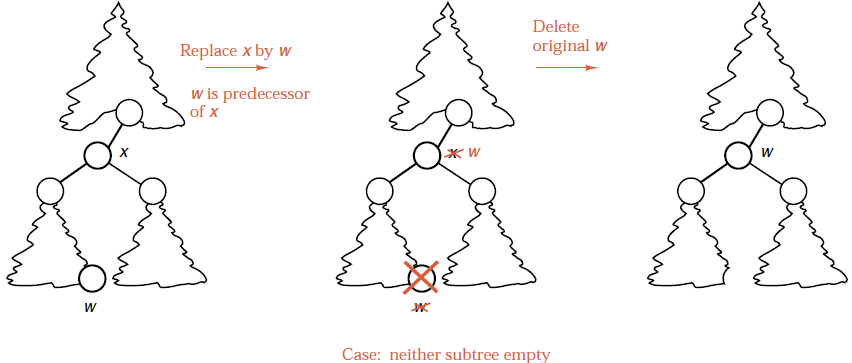 Replace x by w
w is predecessor
of x
Delete
original w
x
x w
w
w
w
Case: neither subtree empty